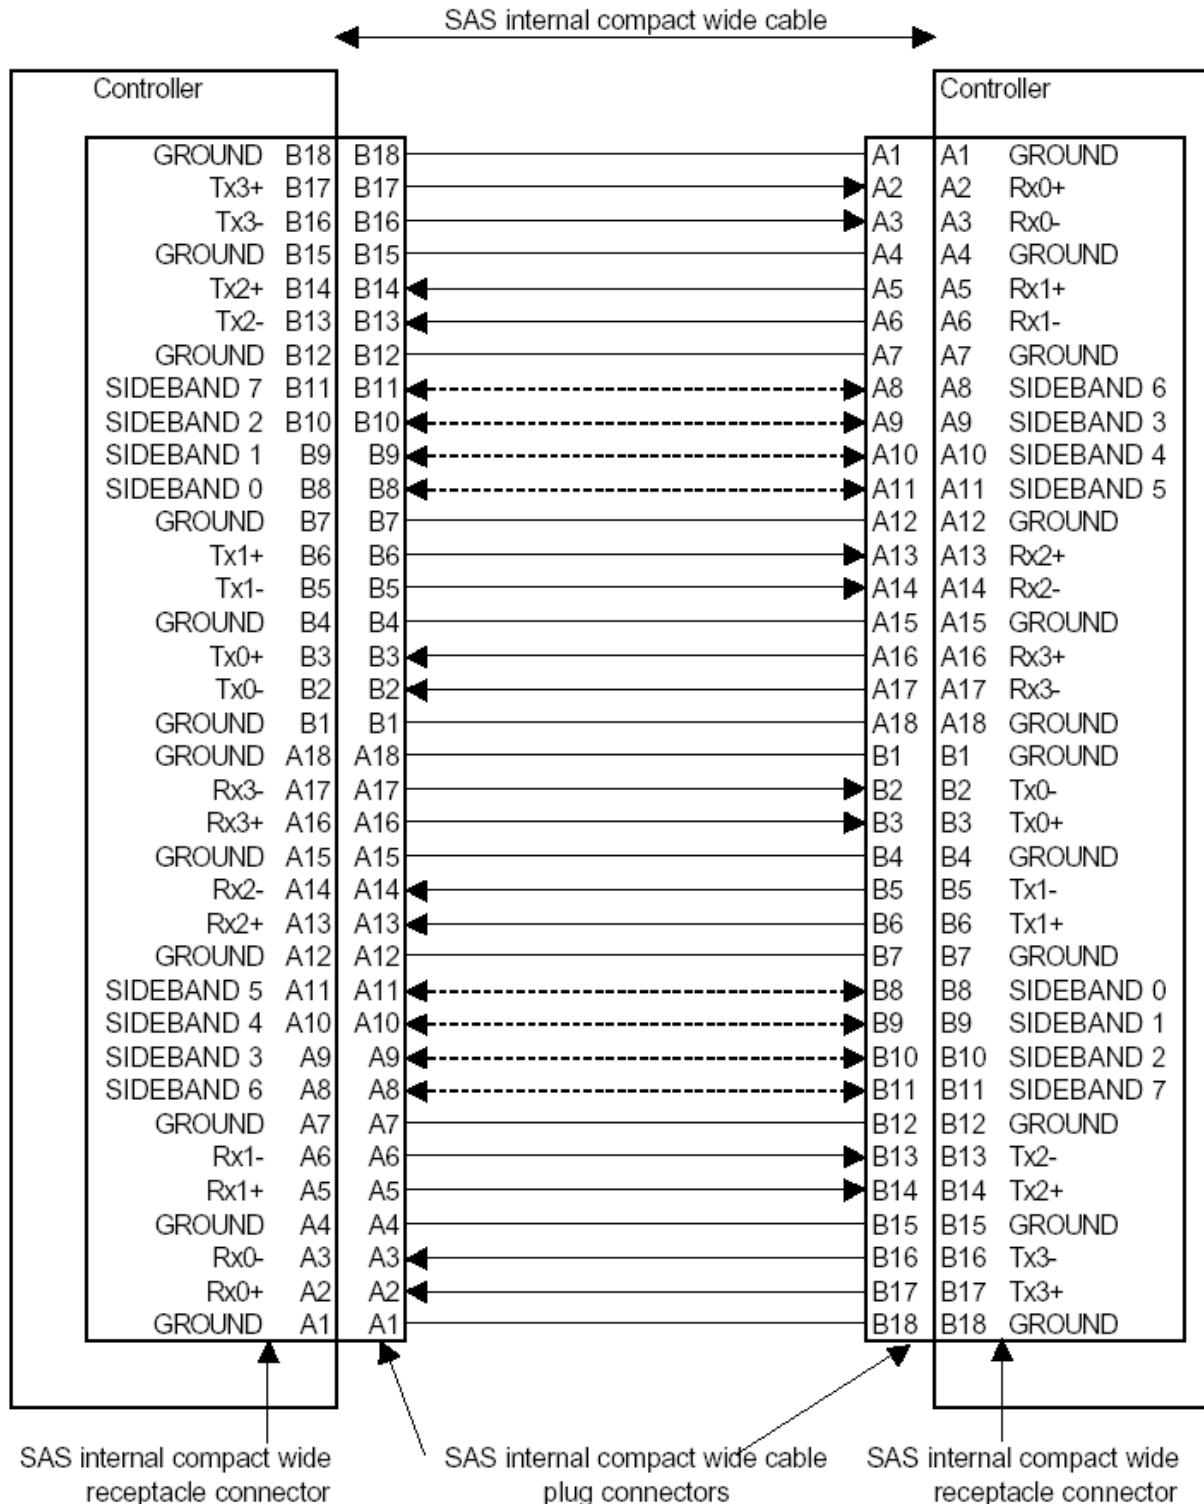 SAS internal compact wide cable
Controller Controller
GROUND B18 B18 A1 A1 GROUND
Tx3+ B17 B17 A2 A2 Rx0+
Tx3- B16 B16 A3 A3 Rx0-
GROUND B15 B15 A4 A4 GROUND
Tx2+ B14 B14 A5 A5 Rx1+
Tx2- B13 B13 A6 A6 Rx1-
GROUND B12 B12 A7 A7 GROUND
SIDEBAND 7 B11 B11 A8 A8 SIDEBAND 6
SIDEBAND 2 B10 B10 A9 A9 SIDEBAND 3
SIDEBAND 1 B9 B9 A10 A10 SIDEBAND 4
SIDEBAND 0 B8 B8 A11 A11 SIDEBAND 5
GROUND B7 B7 A12 A12 GROUND
Tx1+ B6 B6 A13 A13 Rx2+
Tx1- B5 B5 A14 A14 Rx2-
GROUND B4 B4 A15 A15 GROUND
Tx0+ B3 B3 A16 A16 Rx3+
Tx0- B2 B2 A17 A17 Rx3-
GROUND B1 B1 A18 A18 GROUND
GROUND A18 A18 B1 B1 GROUND
Rx3- A17 A17 B2 B2 Tx0-
Rx3+ A16 A16 B3 B3 Tx0+
GROUND A15 A15 B4 B4 GROUND
Rx2- A14 A14 B5 B5 Tx1-
Rx2+ A13 A13 B6 B6 Tx1+
GROUND A12 A12 B7 B7 GROUND
SIDEBAND 5 A11 A11 B8 B8 SIDEBAND 0
SIDEBAND 4 A10 A10 B9 B9 SIDEBAND 1
SIDEBAND 3 A9 A9 B10 B10 SIDEBAND 2
SIDEBAND 6 A8 A8 B11 B11 SIDEBAND 7
GROUND A7 A7 B12 B12 GROUND
Rx1- A6 A6 B13 B13 Tx2-
Rx1+ A5 A5 B14 B14 Tx2+
GROUND A4 A4 B15 B15 GROUND
Rx0- A3 A3 B16 B16 Tx3-
Rx0+ A2 A2 B17 B17 Tx3+
GROUND A1 A1 B18 B18 GROUND
SAS internal compact wide
receptacle connector
SAS internal compact wide cable
plug connectors
SAS internal compact wide
receptacle connector